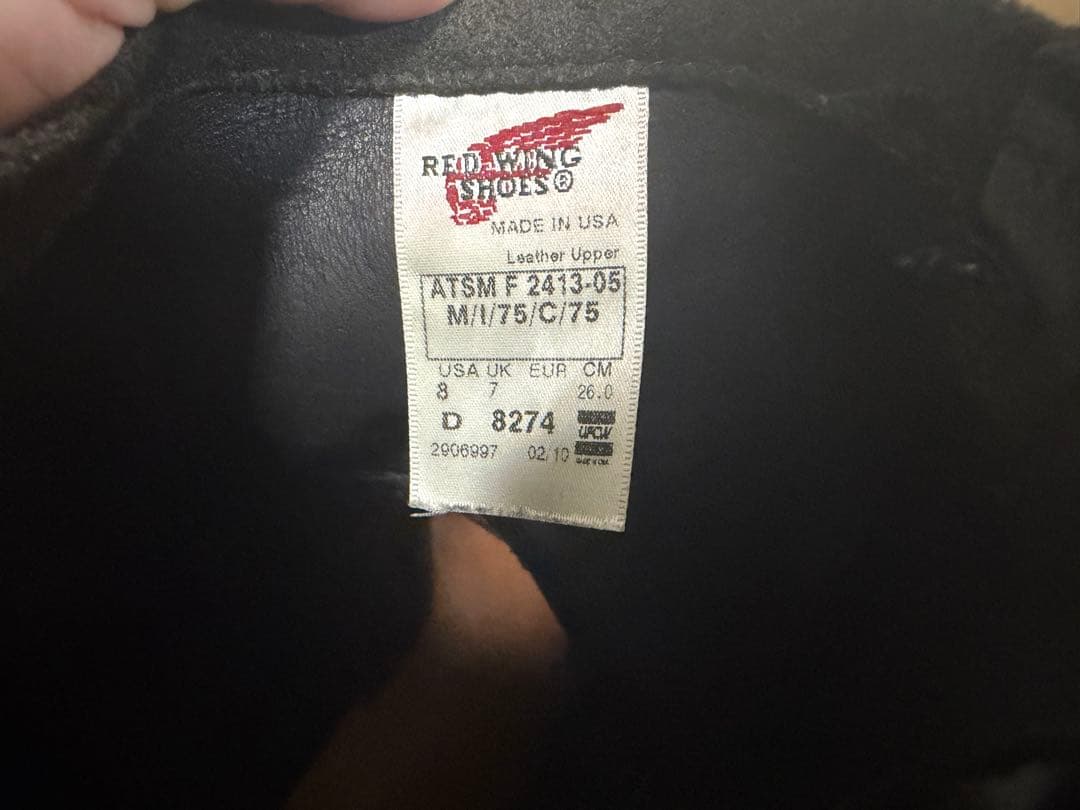 RED WING
SHOES®
MADE IN USA
Leather Upper
ATSM F 2413-05
M/I/75/C/75
USA UK EUR CM
8 7 26.0
D 8274 UFCW
2906997 02/10